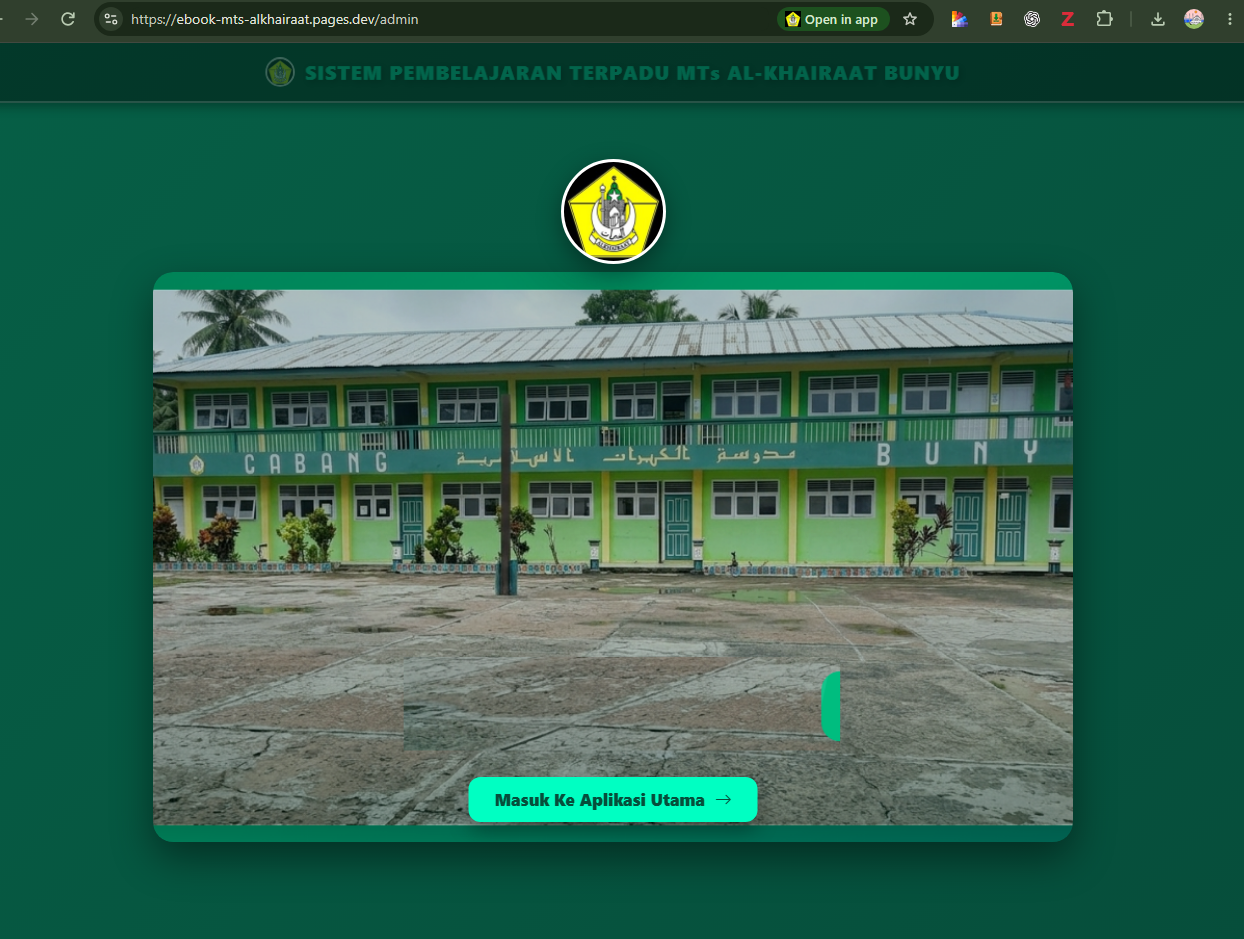 https://ebook-mts-alkhairaat.pages.dev/admin
Open in app
Z
SISTEM PEMBELAJARAN TERPADU MTs AL-KHAIRAAT BUNYU
ALKHAIRAAT
CABANG
BUNY
Masuk Ke Aplikasi Utama →